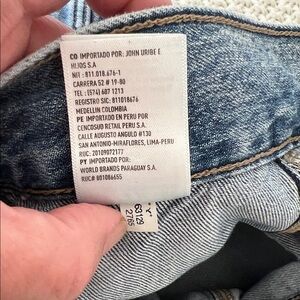 CO IMPORTADO POR: JOHN URIBE E
HIJOS S.A
NIT: 811.018.676-1
CARRERA 52 # 19-80
TEL: (574) 607 1213
REGISTRO SIC: 811018676
MEDELLIN COLOMBIA
PE IMPORTADO EN PERU POR
CENCOSUD RETAIL PERU S.A.
CALLE AUGUSTO ANGULO #130
SAN ANTONIO-MIRAFLORES, LIMA-PERU
RUC: 20109072177
PY IMPORTADO POR:
WORLD BRANDS PARAGUAY S.A.
RUC# 801086655